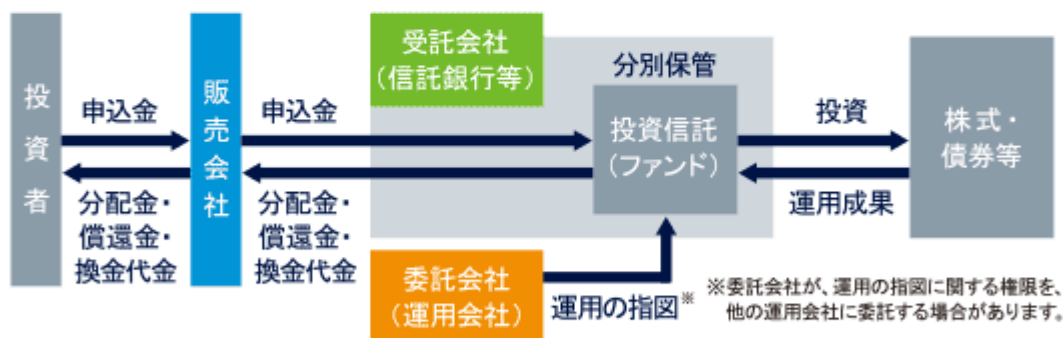 投資者
申込金
分配金・
償還金・
換金代金
販売会社
申込金
分配金・
償還金・
換金代金
受託会社
(信託銀行等)
分別保管
投資信託
(ファンド)
委託会社
(運用会社)
運用の指図※
投資
運用成果
株式・
債券等
※委託会社が、運用の指図に関する権限を、
他の運用会社に委託する場合があります。